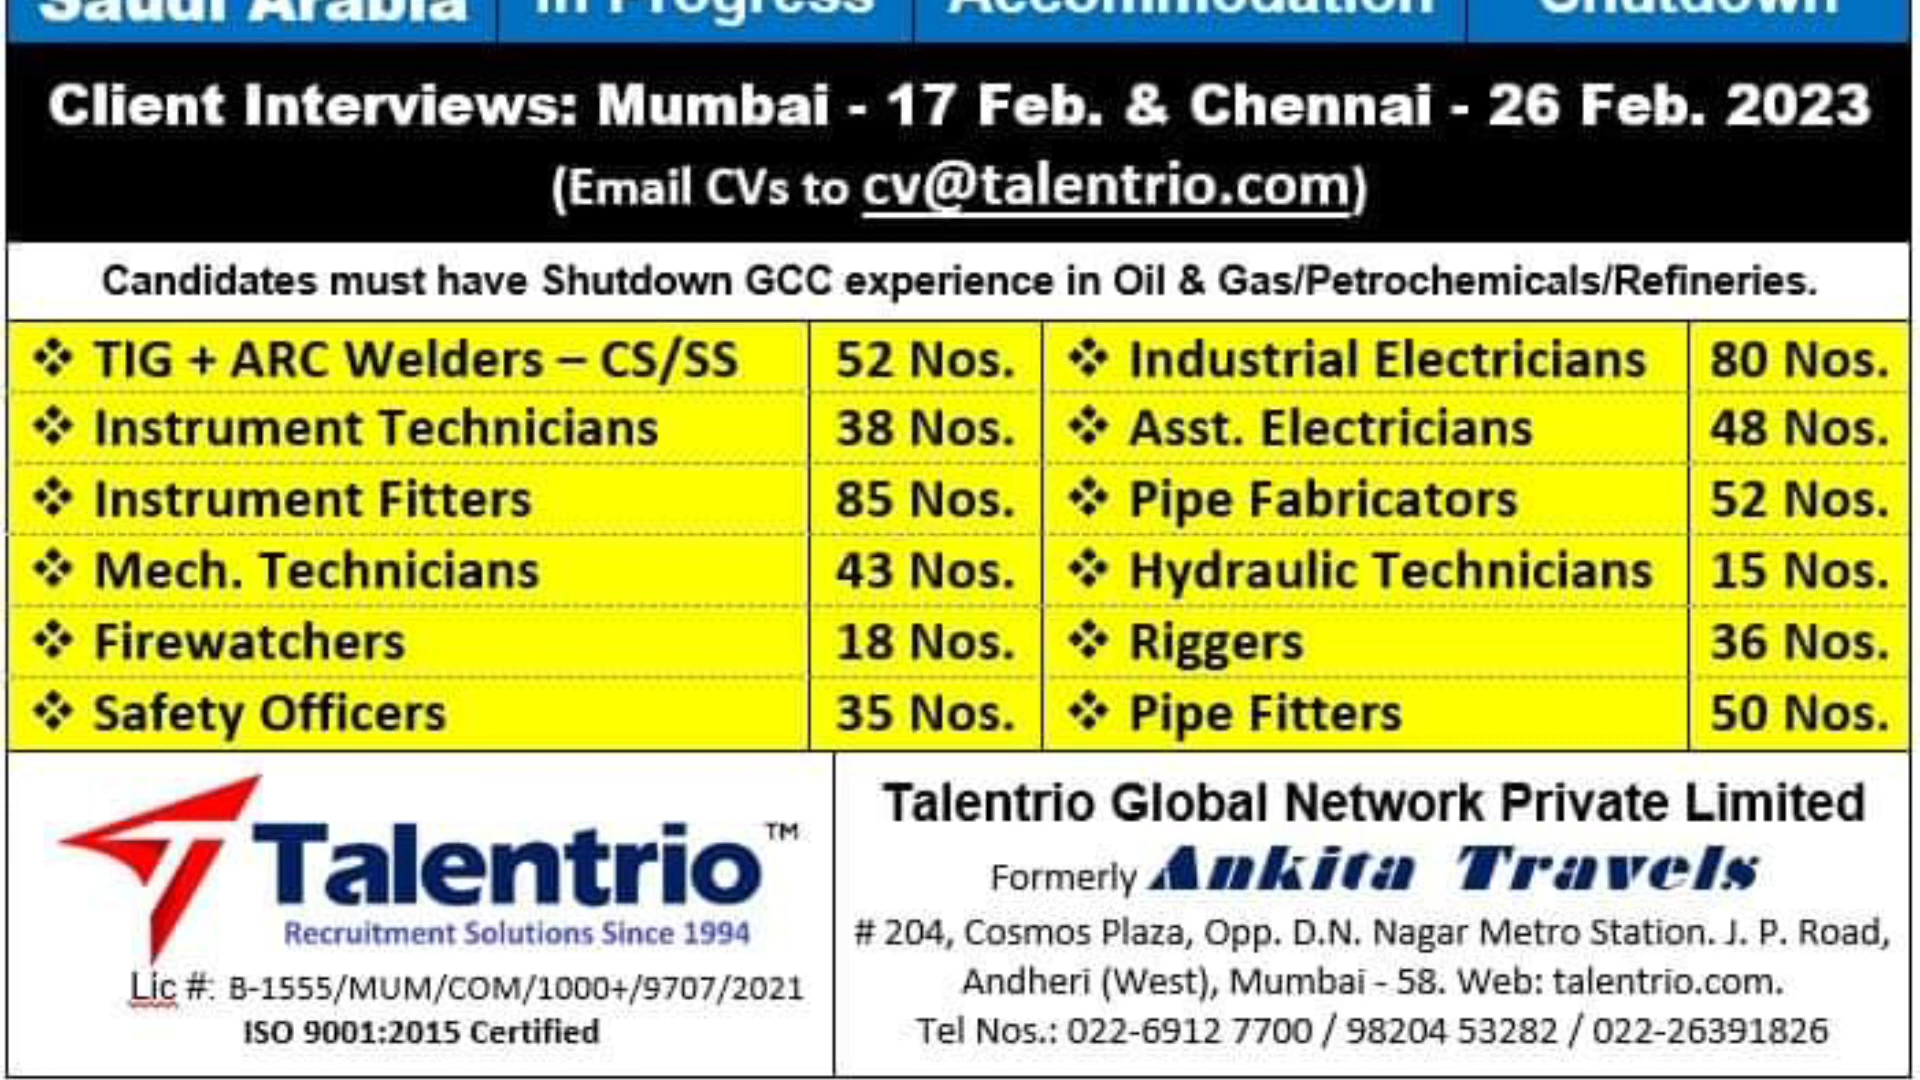 Saudi Arabia In Progress Accommodation Shutdown
Client Interviews: Mumbai - 17 Feb. & Chennai - 26 Feb. 2023
(Email CVs to cv@talentrio.com)
Candidates must have Shutdown GCC experience in Oil & Gas/Petrochemicals/Refineries.
❖ TIG + ARC Welders – CS/SS 52 Nos. ❖ Industrial Electricians 80 Nos.
❖ Instrument Technicians 38 Nos. ❖ Asst. Electricians 48 Nos.
❖ Instrument Fitters 85 Nos. ❖ Pipe Fabricators 52 Nos.
❖ Mech. Technicians 43 Nos. ❖ Hydraulic Technicians 15 Nos.
❖ Firewatchers 18 Nos. ❖ Riggers 36 Nos.
❖ Safety Officers 35 Nos. ❖ Pipe Fitters 50 Nos.
Talentrio™
Recruitment Solutions Since 1994
Lic #: B-1555/MUM/COM/1000+/9707/2021
ISO 9001:2015 Certified
Talentrio Global Network Private Limited
Formerly Ankita Travels
# 204, Cosmos Plaza, Opp. D.N. Nagar Metro Station. J. P. Road,
Andheri (West), Mumbai - 58. Web: talentrio.com.
Tel Nos.: 022-6912 7700 / 98204 53282 / 022-26391826